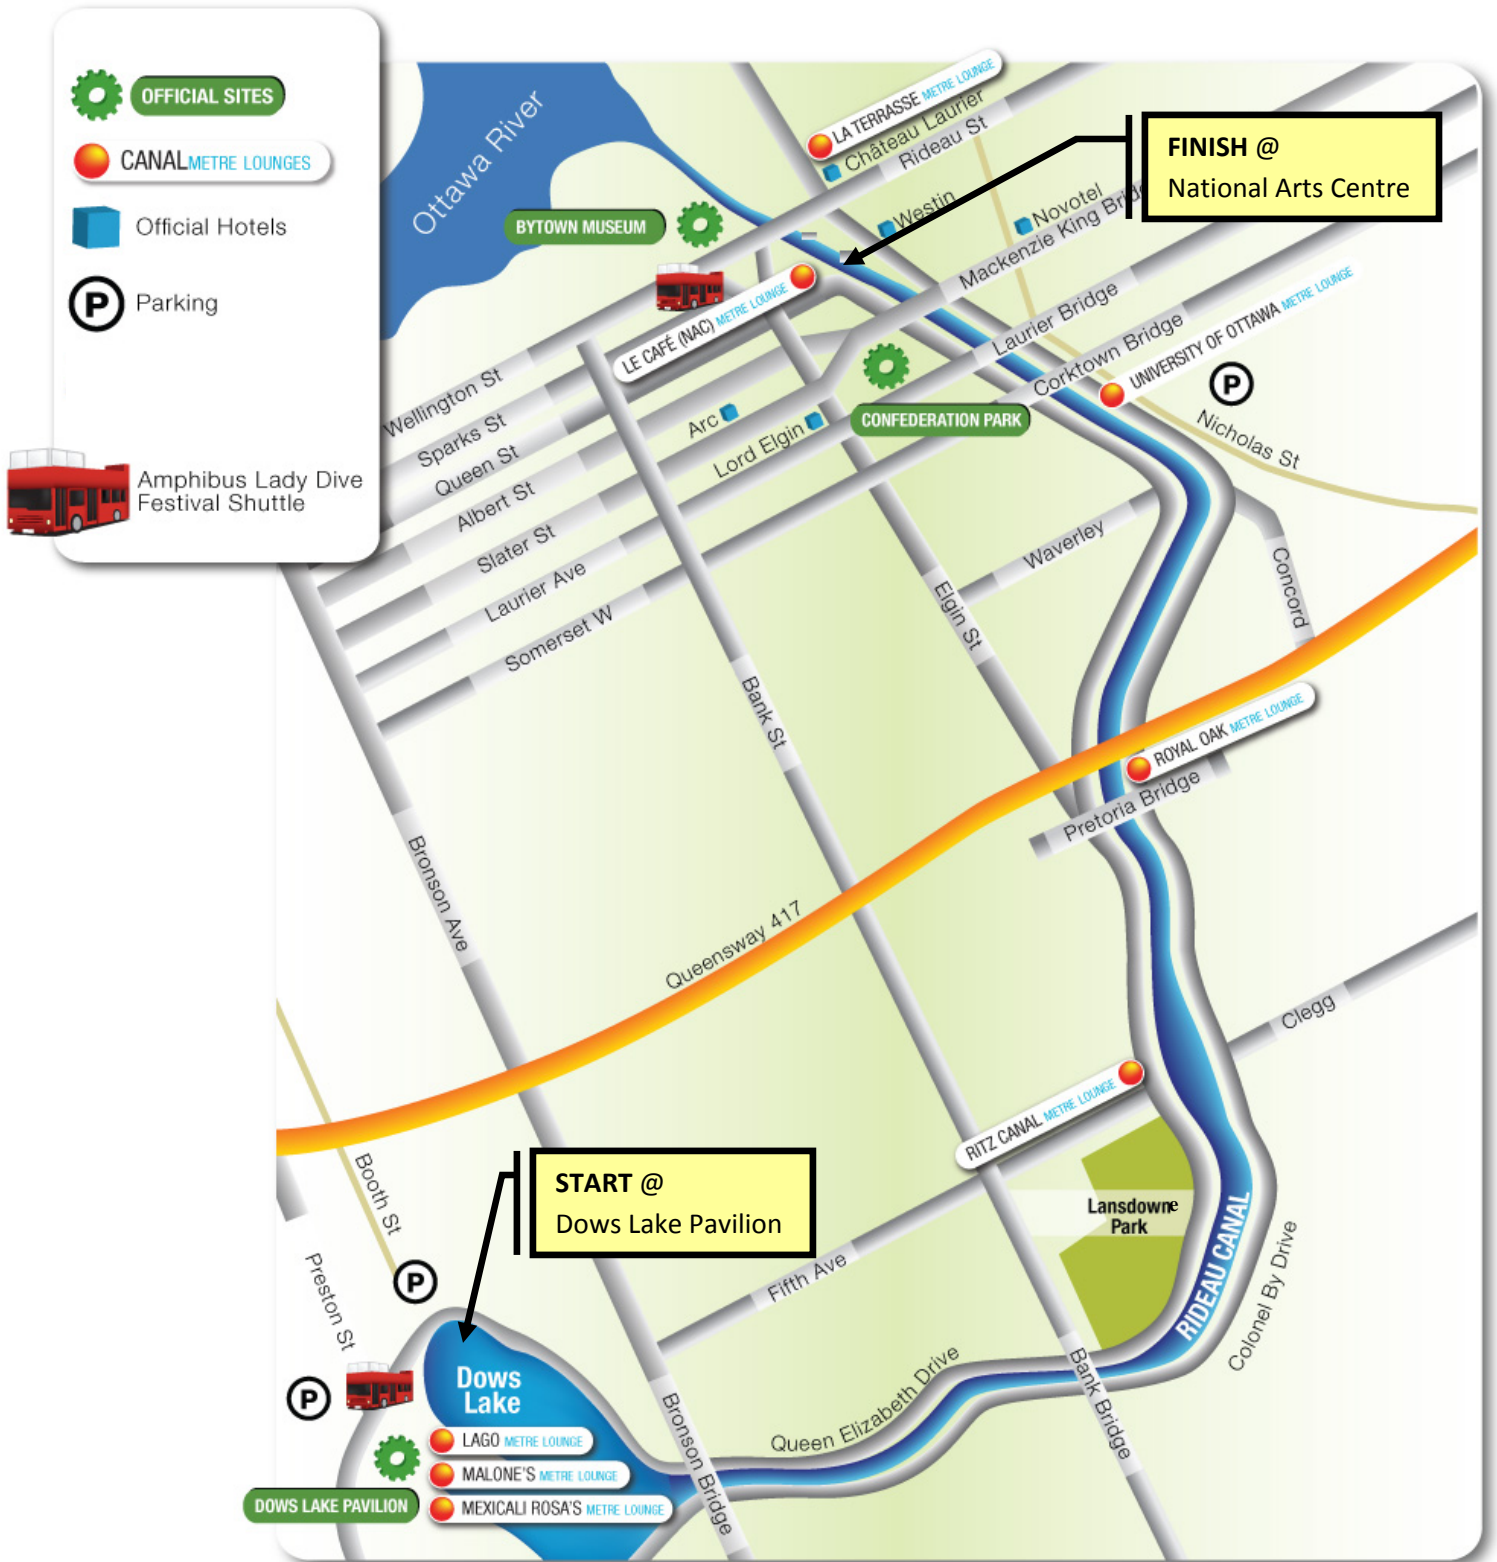 OFFICIAL SITES
CANAL METRE LOUNGES
Official Hotels
P
Parking
Amphibus Lady Dive
Festival Shuttle
Ottawa River
LA TERRASSE METRE LOUNGE
Château Laurier
Rideau St
FINISH @
National Arts Centre
BYTOWN MUSEUM
Westin
Novotel
Mackenzie King Bridge
LE CAFÉ (NAC) METRE LOUNGE
Laurier Bridge
UNIVERSITY OF OTTAWA METRE LOUNGE
Corktown Bridge
P
Wellington St
Sparks St
Queen St
Albert St
Slater St
Laurier Ave
Somerset W
Arc
Lord Elgin
CONFEDERATION PARK
Nicholas St
Waverley
Concord
Elgin St
Bank St
ROYAL OAK METRE LOUNGE
Pretoria Bridge
Bronson Ave
Queensway 417
Clegg
RITZ CANAL METRE LOUNGE
START @
Dows Lake Pavilion
Booth St
Lansdowne
Park
P
Preston St
Fifth Ave
RIDEAU CANAL
Colonel By Drive
P
Dows
Lake
Queen Elizabeth Drive
Bank Bridge
Bronson Bridge
LAGO METRE LOUNGE
MALONE'S METRE LOUNGE
DOWS LAKE PAVILION
MEXICALI ROSA'S METRE LOUNGE